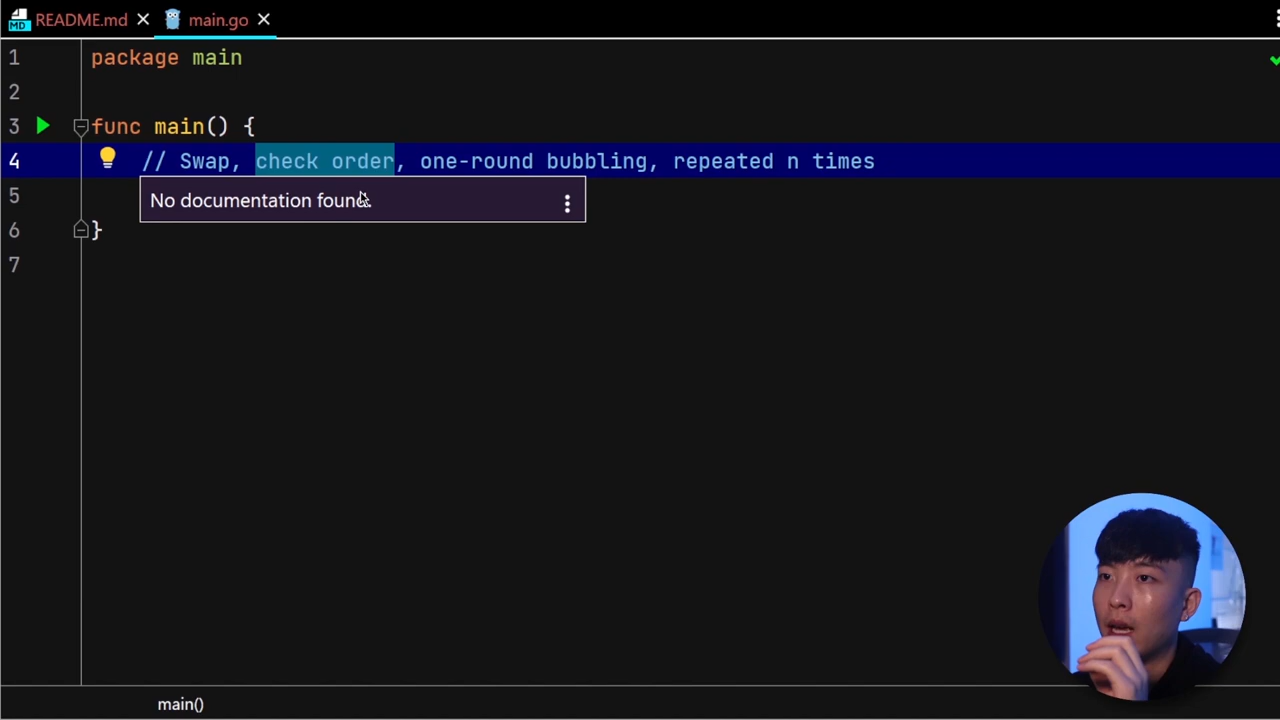 MD README.md main.go
1 package main
2
3 func main() {
4 // Swap, check order, one-round bubbling, repeated n times
5 No documentation found.
6 }
7
main()